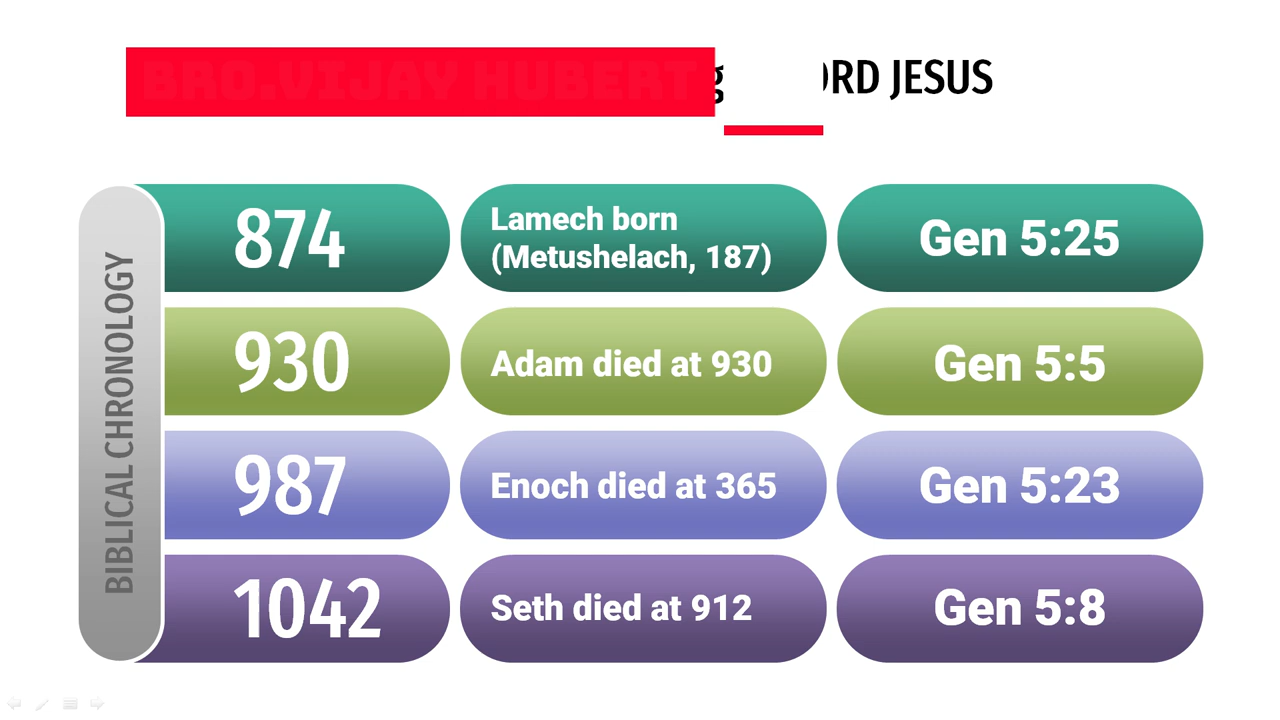 BRO.VIJAY HUBERT
g ORD JESUS
BIBLICAL CHRONOLOGY
874
Lamech born
(Metushelach, 187)
Gen 5:25
930
Adam died at 930
Gen 5:5
987
Enoch died at 365
Gen 5:23
1042
Seth died at 912
Gen 5:8